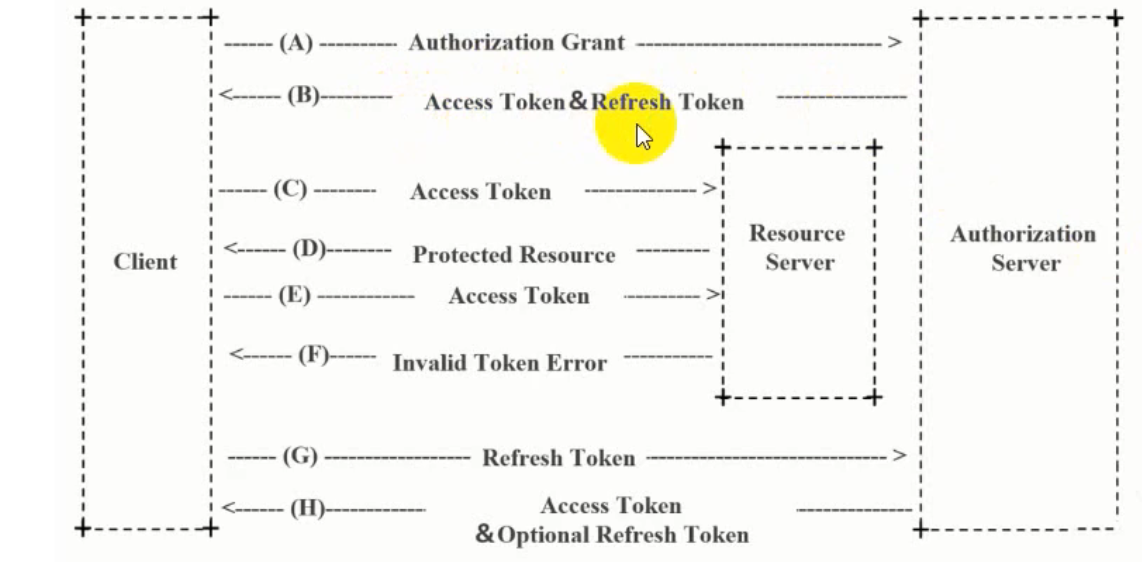 (A) Authorization Grant
(B) Access Token & Refresh Token
(C) Access Token
(D) Protected Resource
(E) Access Token
(F) Invalid Token Error
(G) Refresh Token
(H) Access Token
& Optional Refresh Token
Client
Resource
Server
Authorization
Server